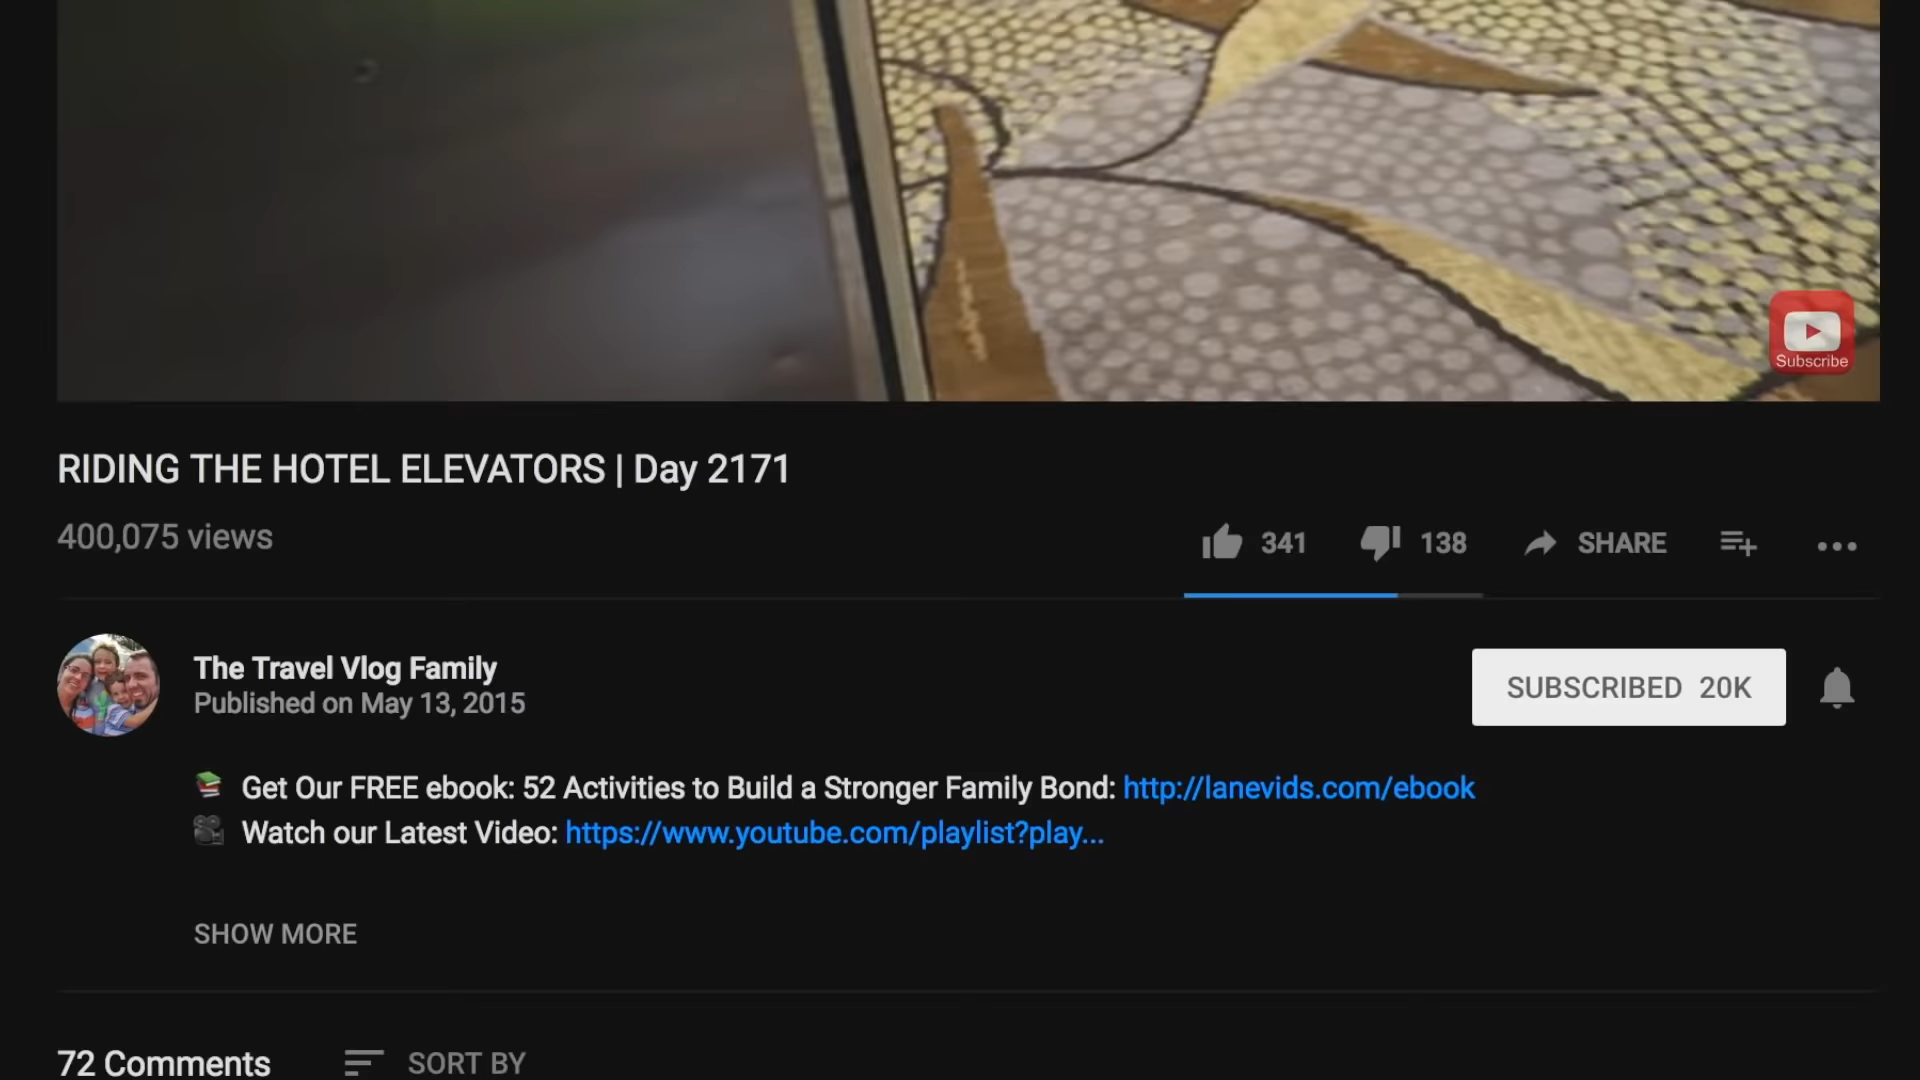 Subscribe
RIDING THE HOTEL ELEVATORS | Day 2171
400,075 views
341 138 SHARE
The Travel Vlog Family
Published on May 13, 2015
SUBSCRIBED 20K
Get Our FREE ebook: 52 Activities to Build a Stronger Family Bond: http://lanevids.com/ebook
Watch our Latest Video: https://www.youtube.com/playlist?play...
SHOW MORE
72 Comments SORT BY